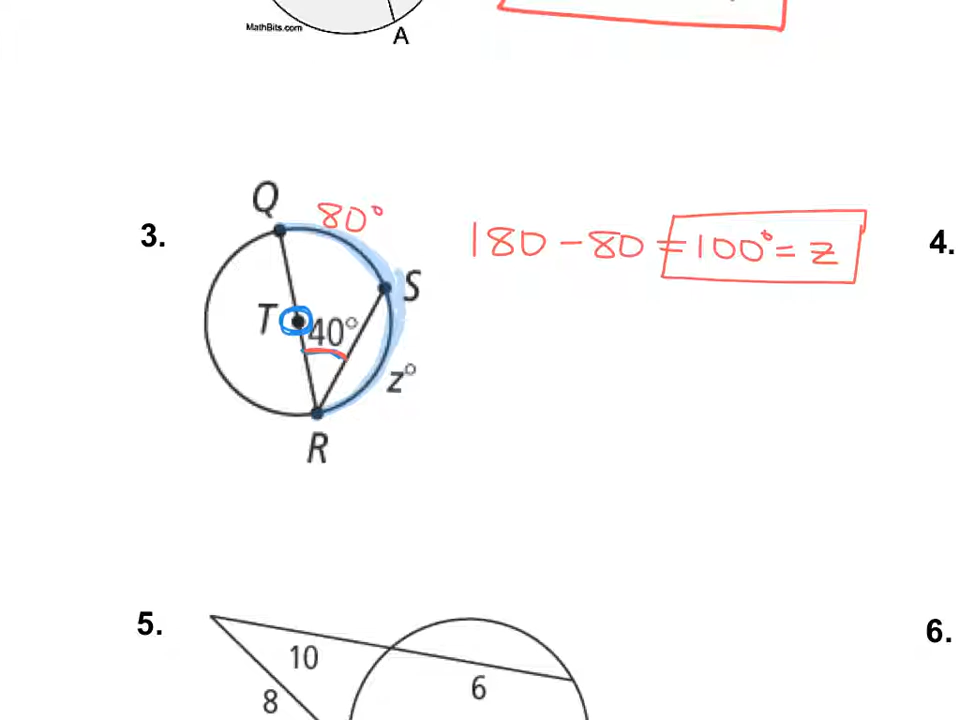 MathBits.com
A
3.
Q
80°
180 - 80 = 100° = z
4.
S
T
40°
z°
R
5.
10
6
8
6.